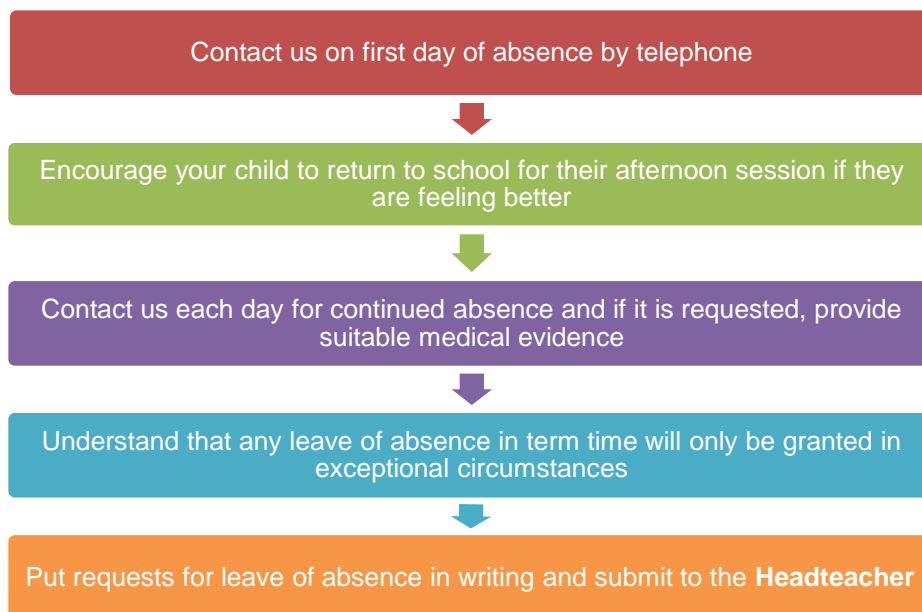 Contact us on first day of absence by telephone
Encourage your child to return to school for their afternoon session if they
are feeling better
Contact us each day for continued absence and if it is requested, provide
suitable medical evidence
Understand that any leave of absence in term time will only be granted in
exceptional circumstances
Put requests for leave of absence in writing and submit to the Headteacher